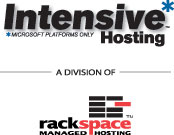 Intensive*
*MICROSOFT PLATFORMS ONLY
Hosting
A DIVISION OF
rackspace
MANAGED HOSTING